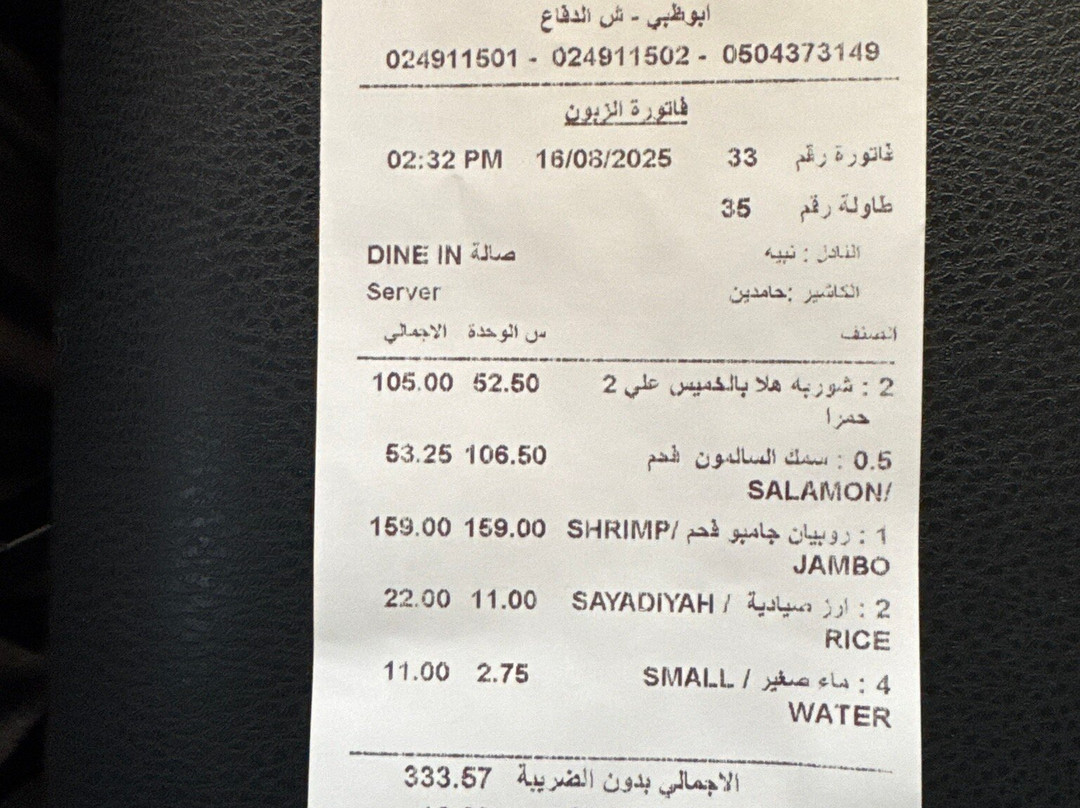 ابوظبي - ش الدفاع
024911501 - 024911502 - 0504373149
فاتورة الزبون
فاتورة رقم 33 16/08/2025 02:32 PM
طاولة رقم 35
النادل : نبيه صالة DINE IN
الكاشير :حامدين Server
الصنف س الوحدة الاجمالي
2 : شوربه هلا بالخميس علي 2 52.50 105.00
حمرا
0.5 : سمك السالمون فحم 106.50 53.25
SALAMON/
1 : روبيان جامبو فحم /SHRIMP 159.00 159.00
JAMBO
2 : ارز صيادية / SAYADIYAH 11.00 22.00
RICE
4 : ماء صغير / SMALL 2.75 11.00
WATER
الاجمالي بدون الضريبة 333.57